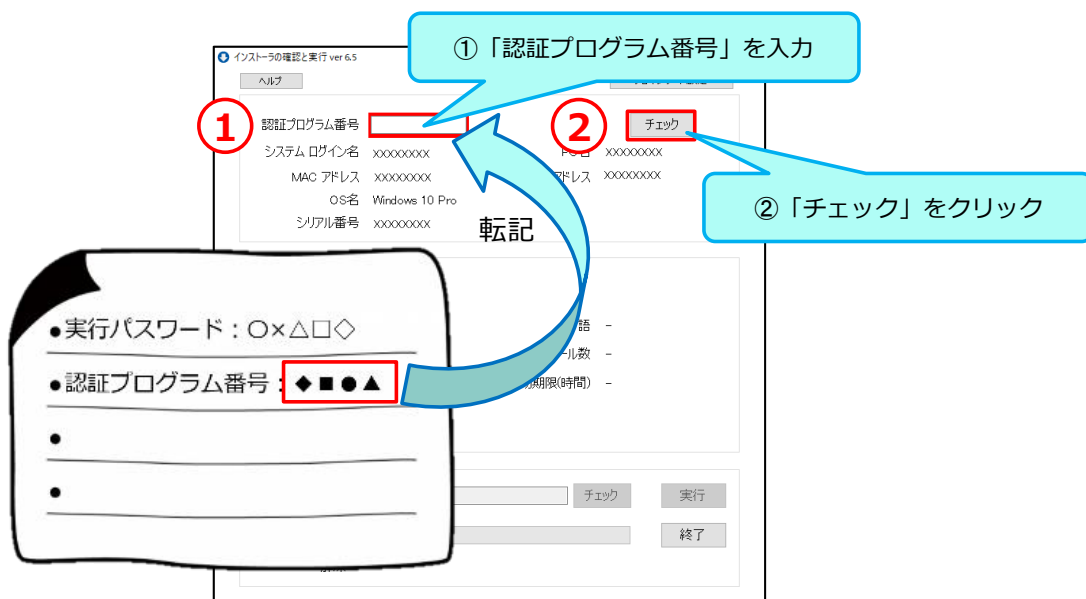 ①「認証プログラム番号」を入力
インストーラの確認と実行 ver 6.5
ヘルプ
1
認証プログラム番号
2
チェック
システム ログイン名 xxxxxxxx
xxxxxxxx
MAC アドレス xxxxxxxx
ドレス xxxxxxxx
OS名 Windows 10 Pro
②「チェック」をクリック
シリアル番号 xxxxxxxx
転記
●実行パスワード：○×△□◇
語 -
ール数 -
●認証プログラム番号：◆■●▲
期限(時間) -
●
●
チェック
実行
終了